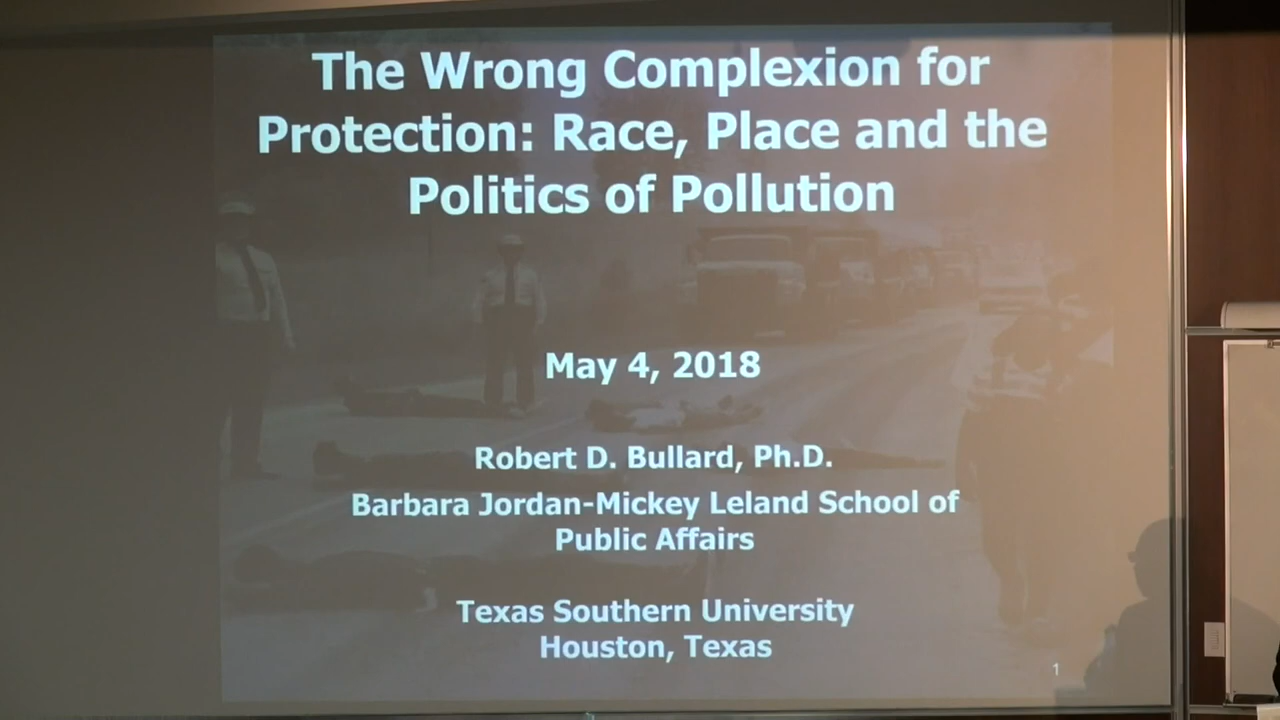 The Wrong Complexion for
Protection: Race, Place and the
Politics of Pollution
May 4, 2018
Robert D. Bullard, Ph.D.
Barbara Jordan-Mickey Leland School of
Public Affairs
Texas Southern University
Houston, Texas
1